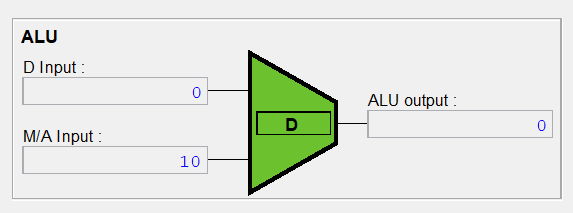 ALU
D Input :
0
M/A Input :
10
D
ALU output :
0